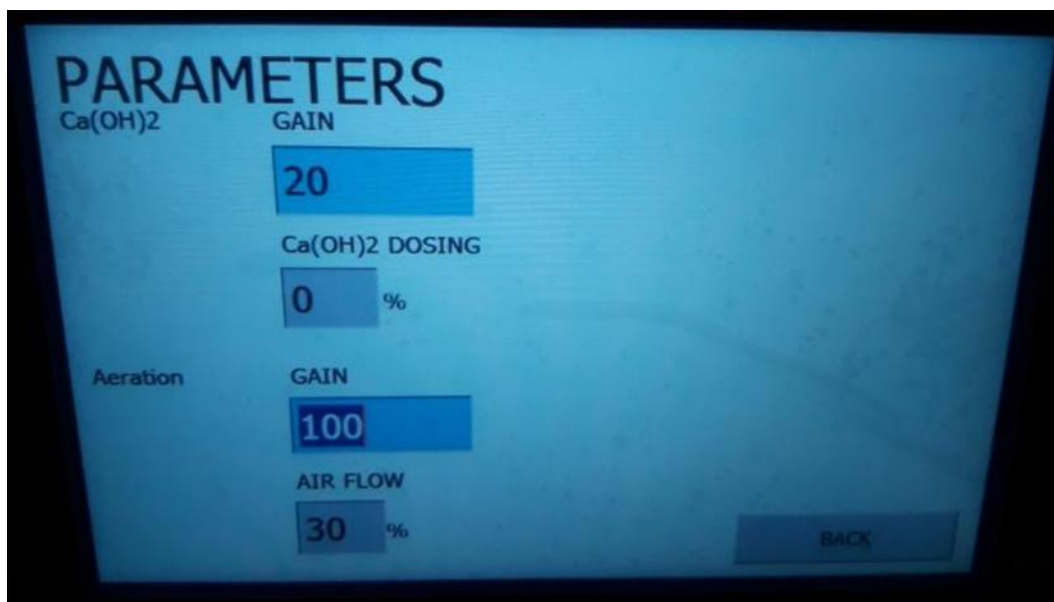 PARAMETERS
Ca(OH)2 GAIN
20
Ca(OH)2 DOSING
0 %
Aeration GAIN
100
AIR FLOW
30 %
BACK